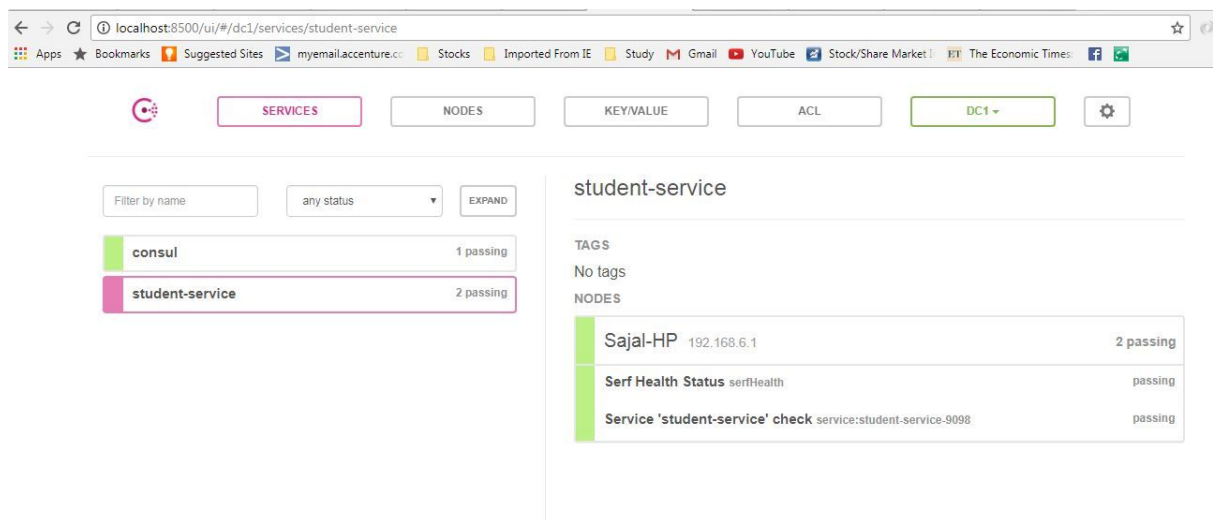 localhost:8500/ui/#/dc1/services/student-service
Apps Bookmarks Suggested Sites myemail.accenture.cc Stocks Imported From IE Study Gmail YouTube Stock/Share Market I ET The Economic Times:
SERVICES NODES KEY/VALUE ACL DC1
Filter by name any status EXPAND
consul 1 passing
student-service 2 passing
student-service
TAGS
No tags
NODES
Sajal-HP 192.168.6.1 2 passing
Serf Health Status serfHealth passing
Service 'student-service' check service:student-service-9098 passing